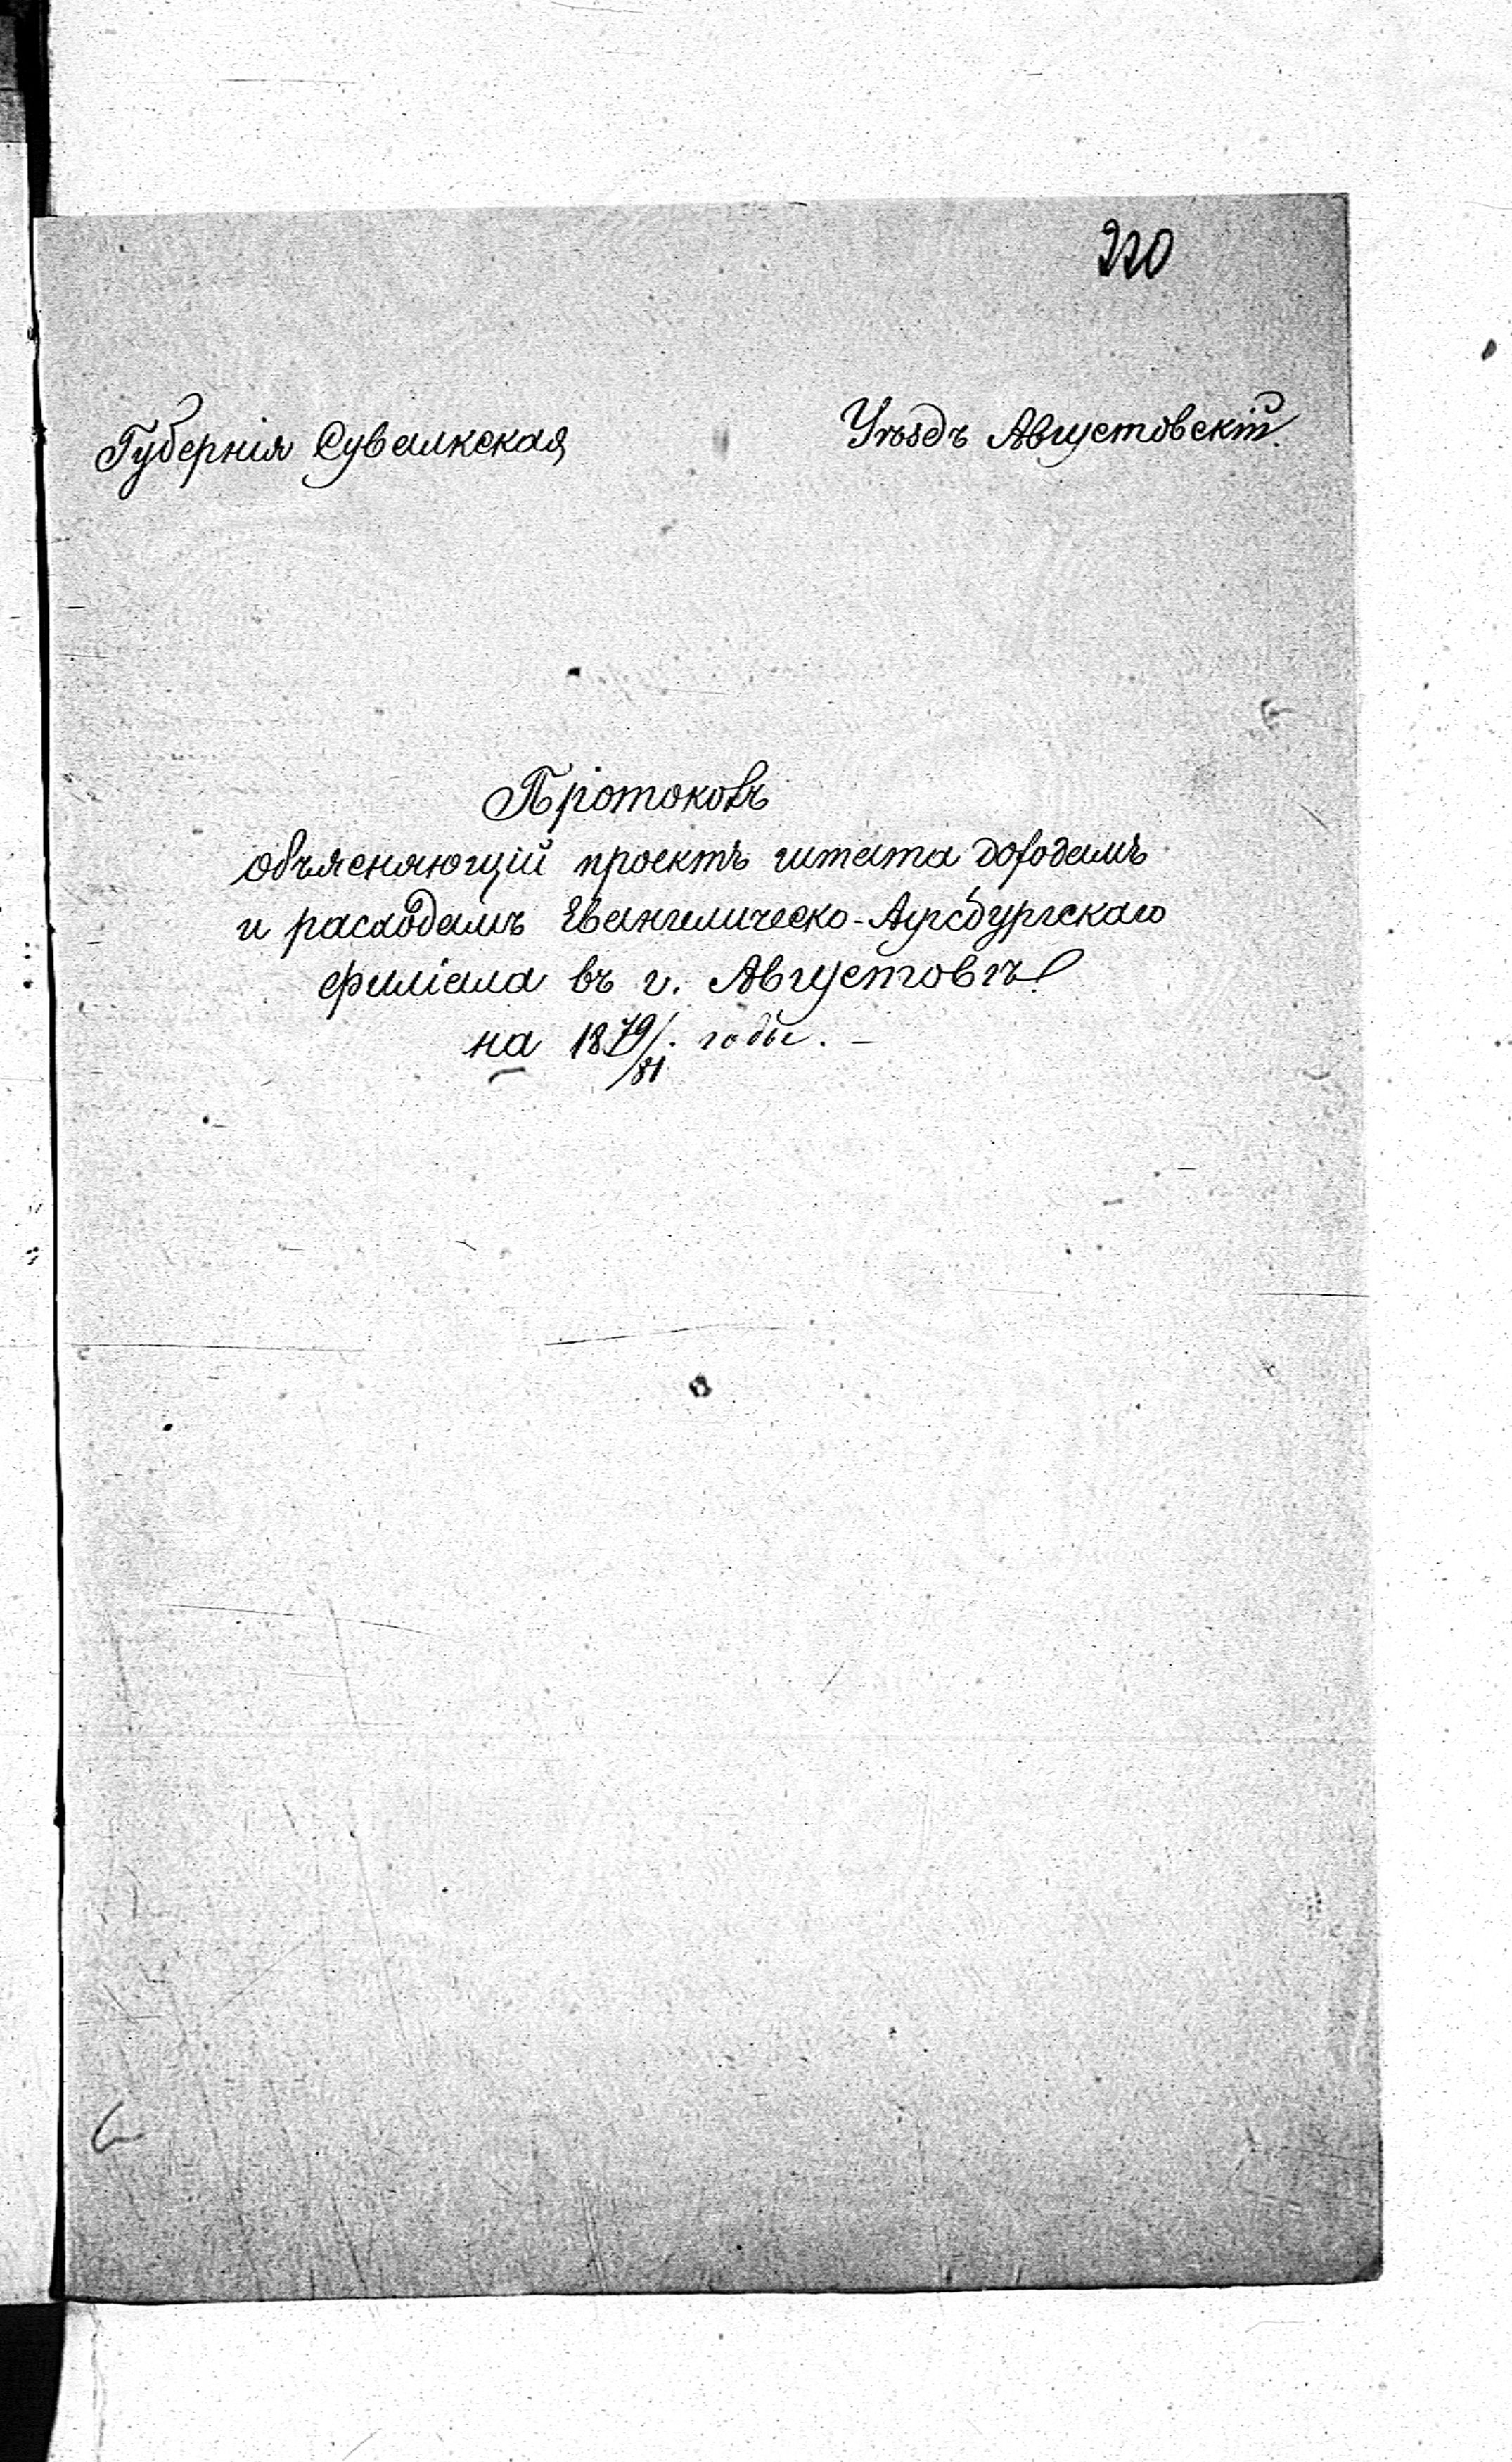 220
Губернія Сувалкская
Уѣздъ Августовскій.
Протоколъ
объясняющій проектъ штата доходамъ
и расходамъ Евангелическо-Аугсбургскаго
филіала въ г. Августовѣ
на 1879/81 годы. –